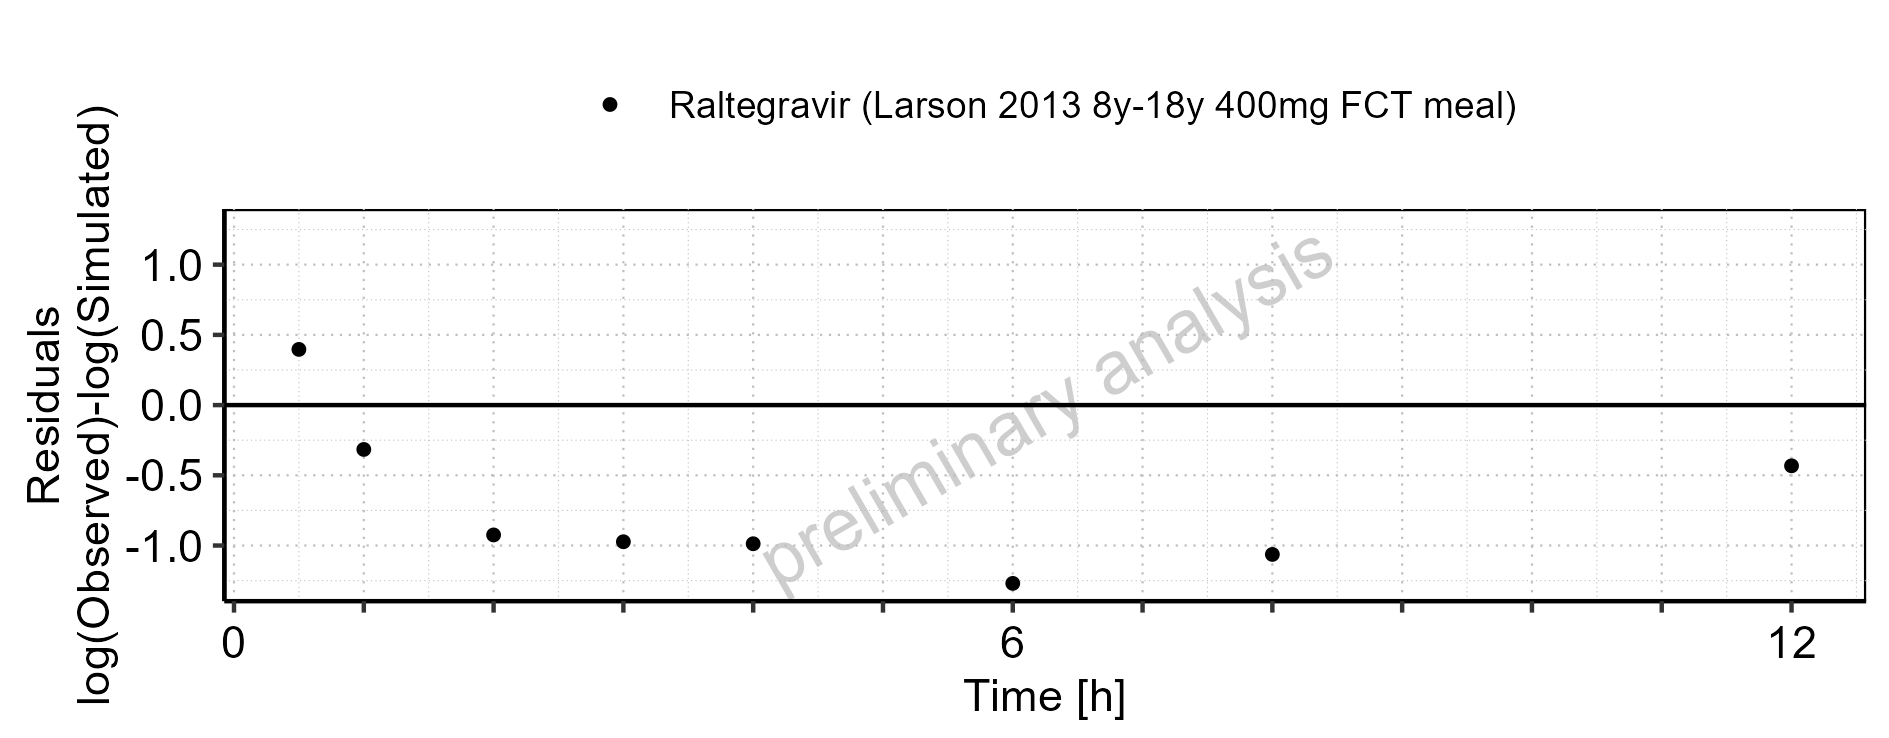 Raltegravir (Larson 2013 8y-18y 400mg FCT meal)
Residuals
log(Observed)-log(Simulated)
1.0
0.5
0.0
-0.5
-1.0
preliminary analysis
0
6
12
Time [h]